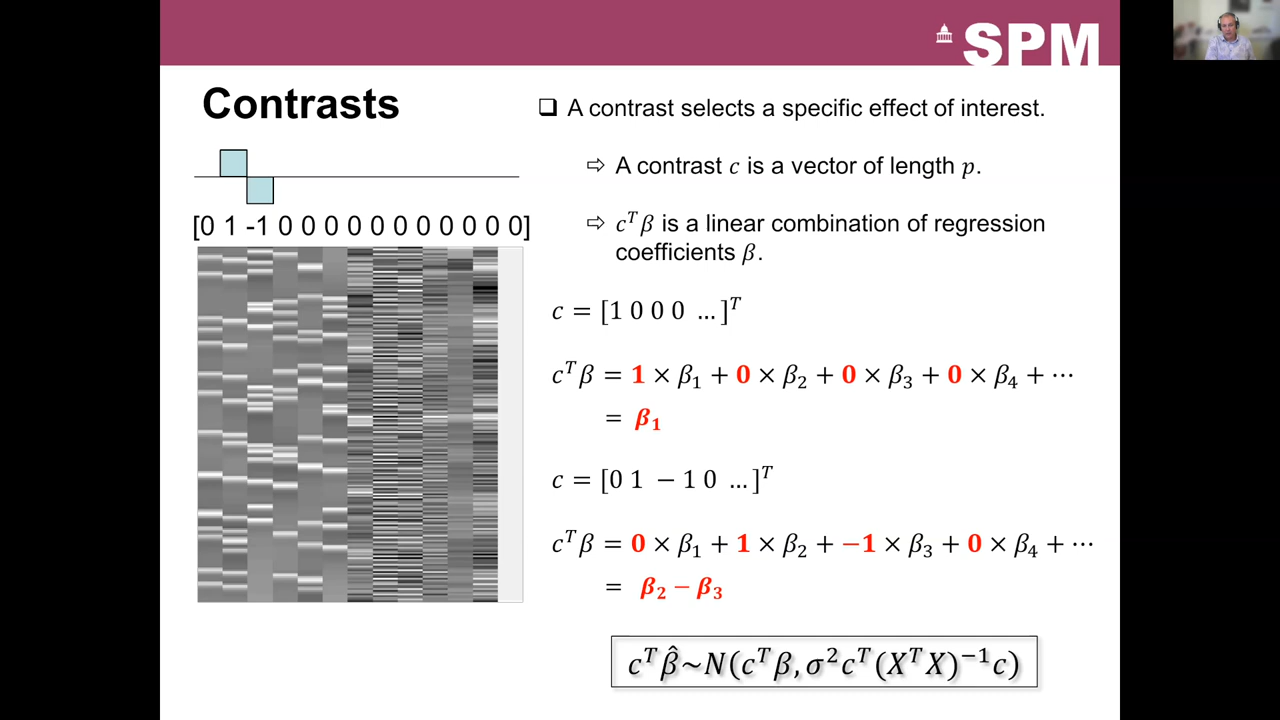 SPM
Contrasts
❑ A contrast selects a specific effect of interest.
⇨ A contrast c is a vector of length p.
[0 1 -1 0 0 0 0 0 0 0 0 0 0 0]
⇨ cᵀβ is a linear combination of regression
coefficients β.
c = [1 0 0 0 …]ᵀ
cᵀβ = 1 × β₁ + 0 × β₂ + 0 × β₃ + 0 × β₄ + ⋯
= β₁
c = [0 1 − 1 0 …]ᵀ
cᵀβ = 0 × β₁ + 1 × β₂ + −1 × β₃ + 0 × β₄ + ⋯
= β₂ − β₃
cᵀβ̂~N(cᵀβ, σ²cᵀ(XᵀX)⁻¹c)